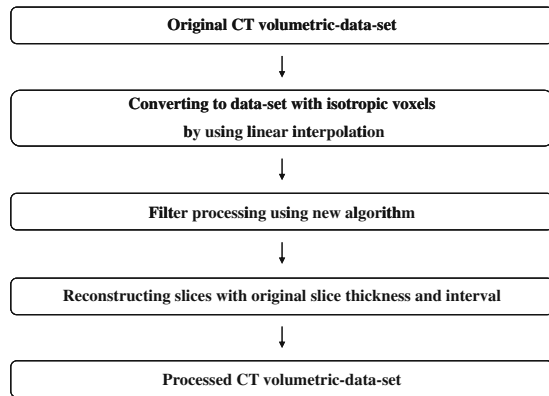 Original CT volumetric-data-set
Converting to data-set with isotropic voxels
by using linear interpolation
Filter processing using new algorithm
Reconstructing slices with original slice thickness and interval
Processed CT volumetric-data-set